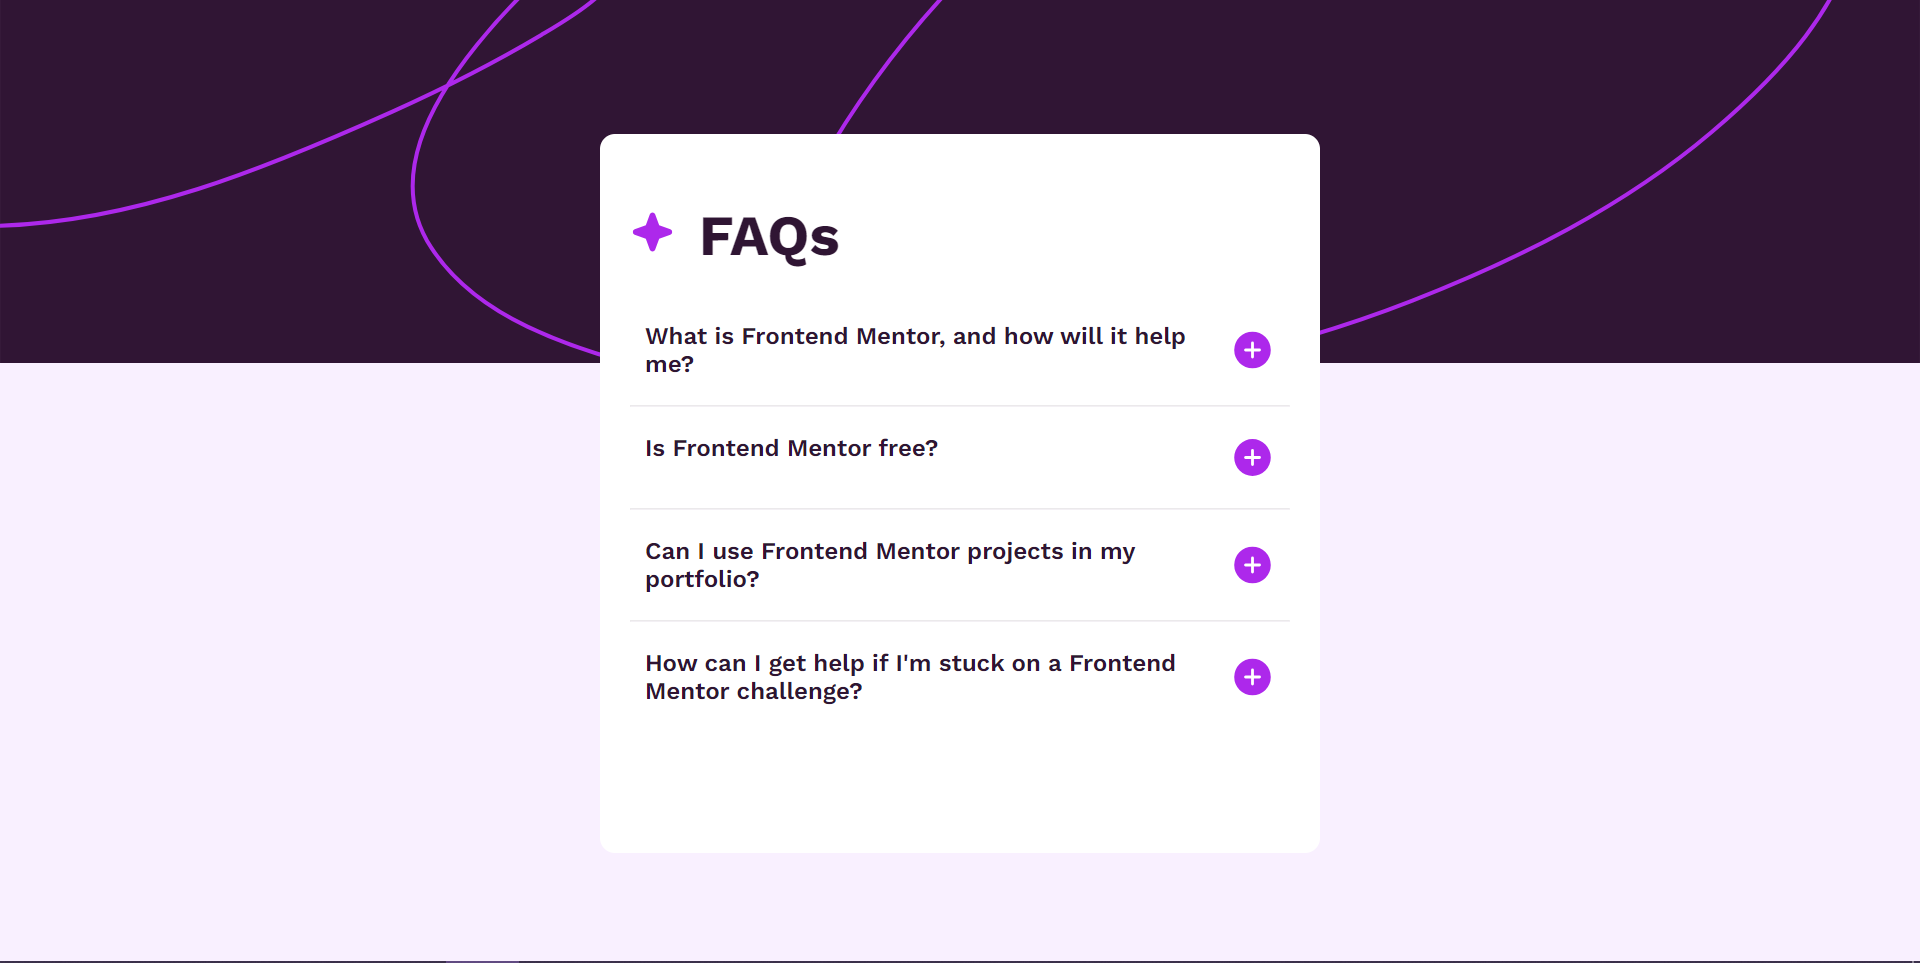 FAQs
What is Frontend Mentor, and how will it help
me?
Is Frontend Mentor free?
Can I use Frontend Mentor projects in my
portfolio?
How can I get help if I'm stuck on a Frontend
Mentor challenge?